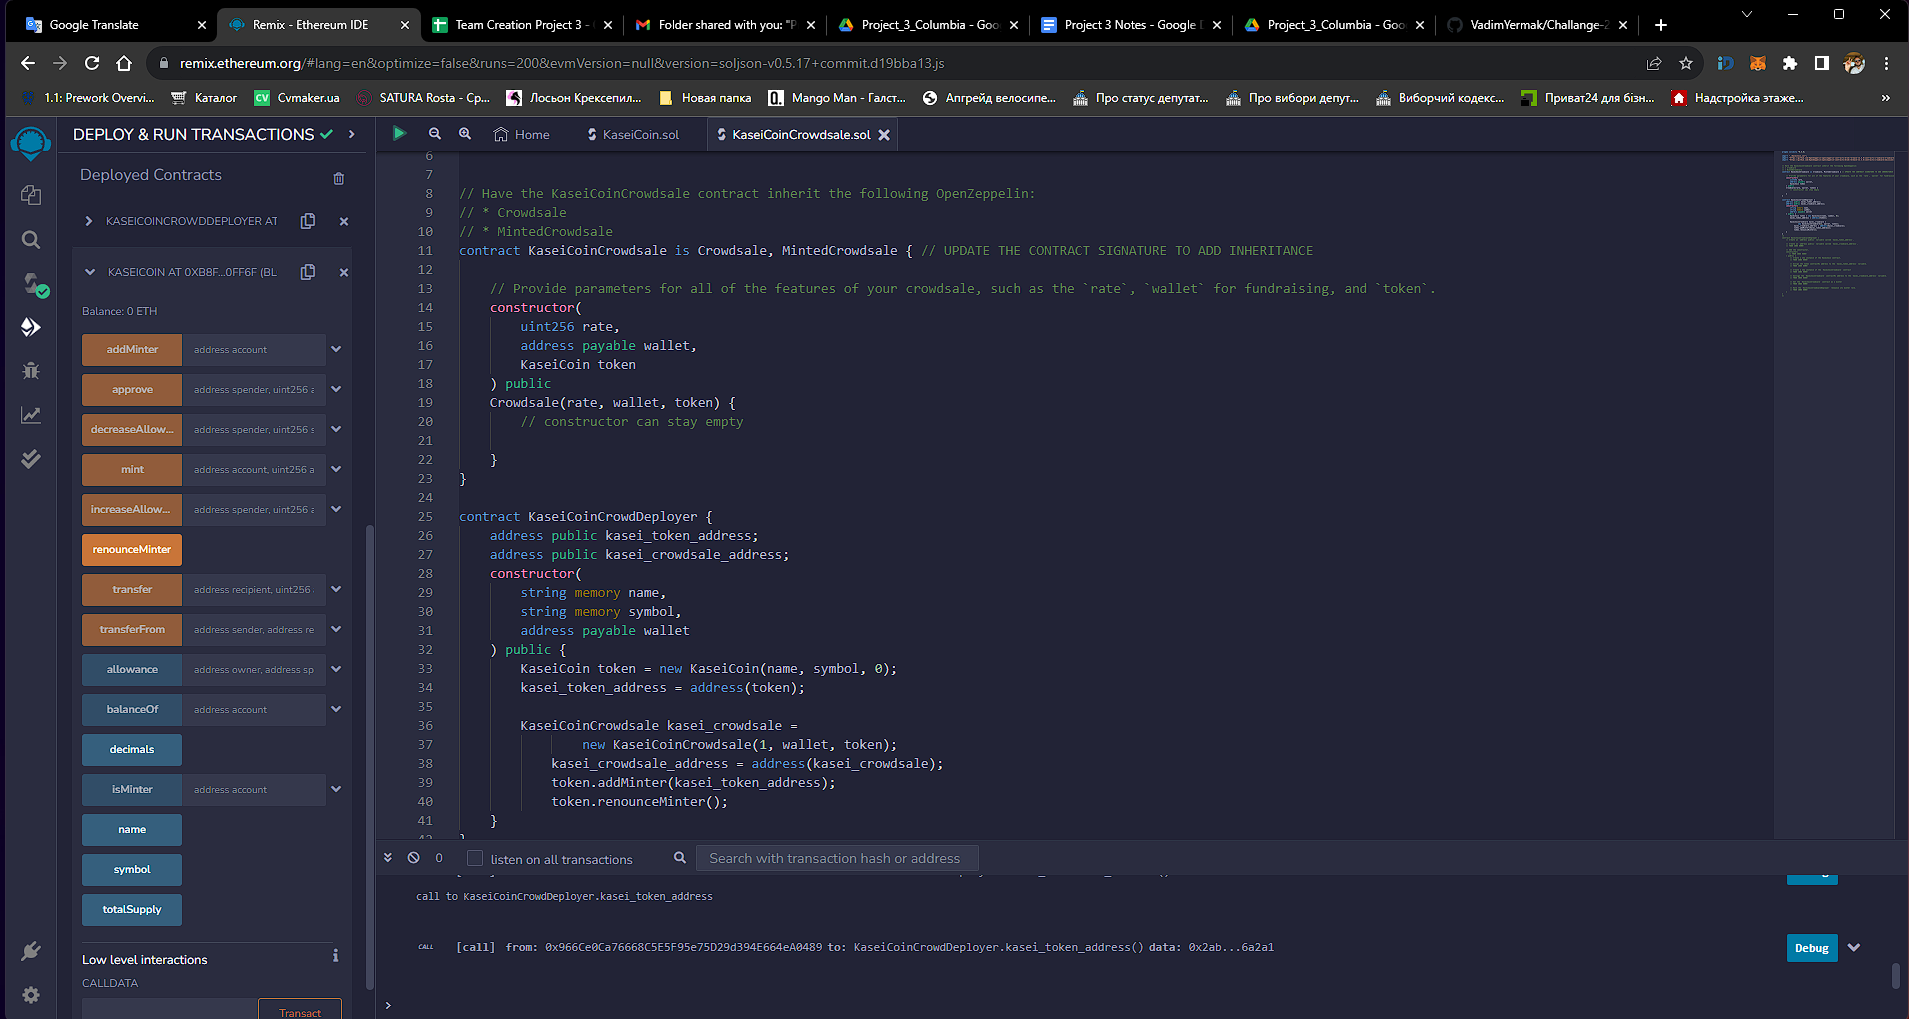 Google Translate
Remix - Ethereum IDE
Team Creation Project 3 -
Folder shared with you: "P
Project_3_Columbia - Goo
Project 3 Notes - Google D
Project_3_Columbia - Goo
VadimYermak/Challange-2
remix.ethereum.org/#lang=en&optimize=false&runs=200&evmVersion=null&version=soljson-v0.5.17+commit.d19bba13.js
1.1: Prework Overvi...
Каталог
CV
Cvmaker.ua
SATURA Rosta - Ср...
Лосьон Крексепил...
Новая папка
Mango Man - Галст...
Апгрейд велосипе...
Про статус депутат...
Про вибори депут...
Виборчий кодекс...
Приват24 для бізн...
Надстройка этаже...
»
DEPLOY & RUN TRANSACTIONS
Home
KaseiCoin.sol
KaseiCoinCrowdsale.sol
Deployed Contracts
KASEICOINCROWDDEPLOYER AT
KASEICOIN AT 0XB8F...0FF6F (BL
Balance: 0 ETH
addMinter address account
approve address spender, uint256 a
decreaseAllow... address spender, uint256 s
mint address account, uint256 a
increaseAllow... address spender, uint256 a
renounceMinter
transfer address recipient, uint256
transferFrom address sender, address re
allowance address owner, address sp
balanceOf address account
decimals
isMinter address account
name
symbol
totalSupply
Low level interactions
CALLDATA
Transact
6
7
8 // Have the KaseiCoinCrowdsale contract inherit the following OpenZeppelin:
9 // * Crowdsale
10 // * MintedCrowdsale
11 contract KaseiCoinCrowdsale is Crowdsale, MintedCrowdsale { // UPDATE THE CONTRACT SIGNATURE TO ADD INHERITANCE
12
13 // Provide parameters for all of the features of your crowdsale, such as the `rate`, `wallet` for fundraising, and `token`.
14 constructor(
15 uint256 rate,
16 address payable wallet,
17 KaseiCoin token
18 ) public
19 Crowdsale(rate, wallet, token) {
20 // constructor can stay empty
21
22 }
23 }
24
25 contract KaseiCoinCrowdDeployer {
26 address public kasei_token_address;
27 address public kasei_crowdsale_address;
28 constructor(
29 string memory name,
30 string memory symbol,
31 address payable wallet
32 ) public {
33 KaseiCoin token = new KaseiCoin(name, symbol, 0);
34 kasei_token_address = address(token);
35
36 KaseiCoinCrowdsale kasei_crowdsale =
37 new KaseiCoinCrowdsale(1, wallet, token);
38 kasei_crowdsale_address = address(kasei_crowdsale);
39 token.addMinter(kasei_token_address);
40 token.renounceMinter();
41 }
42 }
0
listen on all transactions
Search with transaction hash or address
call to KaseiCoinCrowdDeployer.kasei_token_address
CALL [call] from: 0x966Ce0Ca76668C5E5F95e75D29d394E664eA0489 to: KaseiCoinCrowdDeployer.kasei_token_address() data: 0x2ab...6a2a1
Debug
>